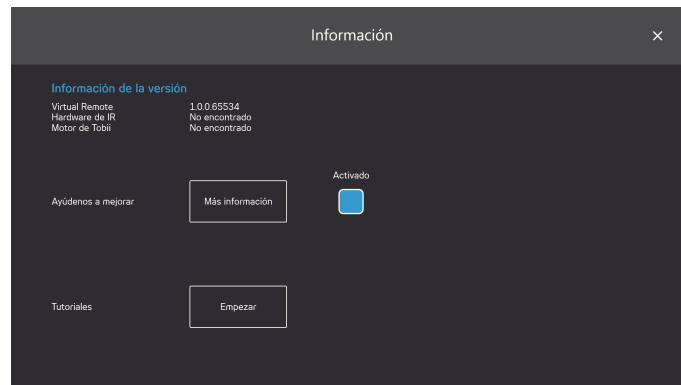 Información
Información de la versión
Virtual Remote 1.0.0.65534
Hardware de IR No encontrado
Motor de Tobii No encontrado
Activado
Ayúdenos a mejorar Más información
Tutoriales Empezar